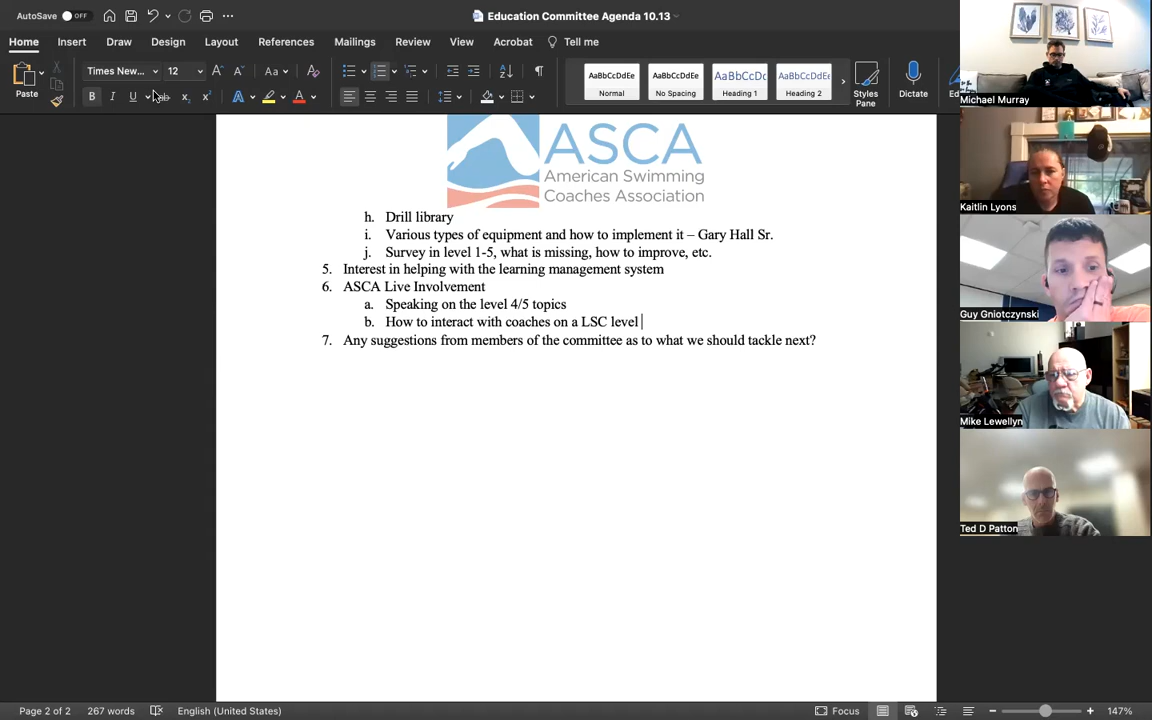 AutoSave OFF
Education Committee Agenda 10.13
Home Insert Draw Design Layout References Mailings Review View Acrobat Tell me
Paste
Times New... 12
B I U ab x₂ x²
AaBbCcDdEe Normal
AaBbCcDdEe No Spacing
AaBbCcDc Heading 1
AaBbCcDdEe Heading 2
Styles Pane
Dictate
ASCA
American Swimming
Coaches Association
h. Drill library
i. Various types of equipment and how to implement it – Gary Hall Sr.
j. Survey in level 1-5, what is missing, how to improve, etc.
5. Interest in helping with the learning management system
6. ASCA Live Involvement
a. Speaking on the level 4/5 topics
b. How to interact with coaches on a LSC level
7. Any suggestions from members of the committee as to what we should tackle next?
Michael Murray
Kaitlin Lyons
Guy Gniotczynski
Mike Lewellyn
Ted D Patton
Page 2 of 2 267 words English (United States) Focus 147%